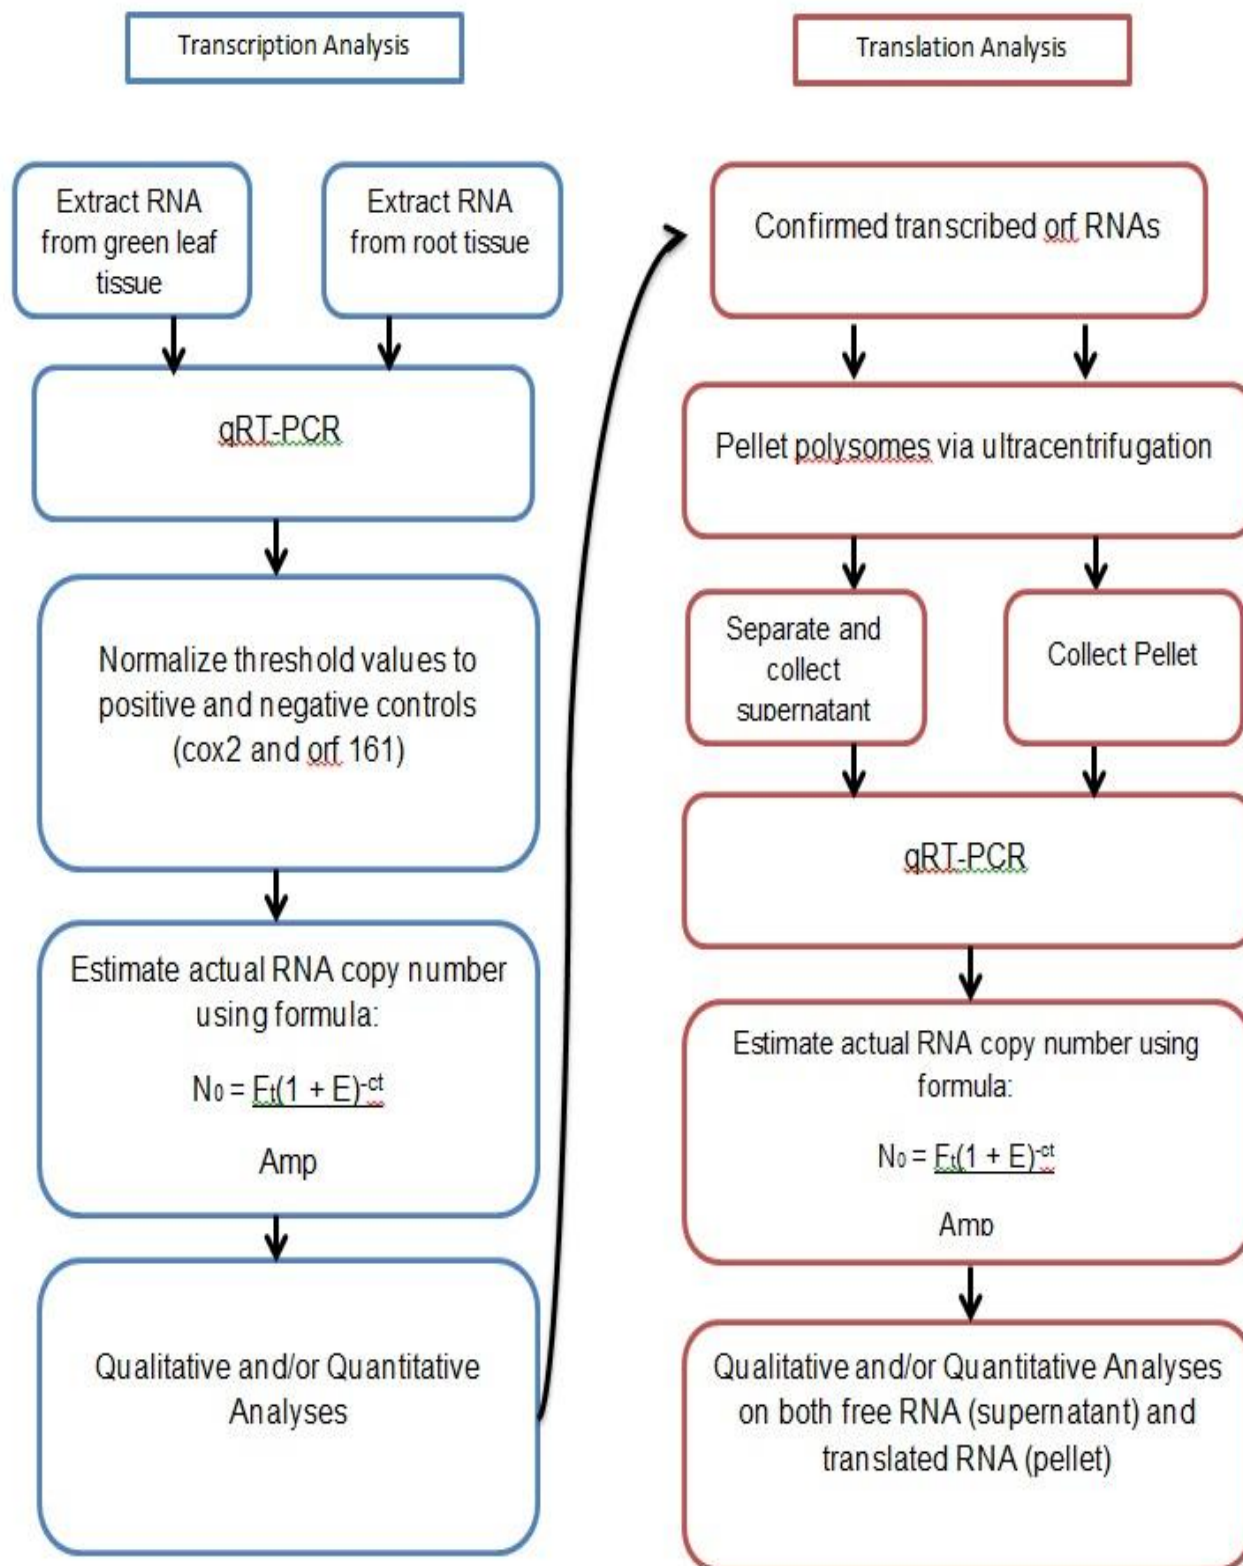 Transcription Analysis
Extract RNA
from green leaf
tissue
Extract RNA
from root tissue
qRT-PCR
Normalize threshold values to
positive and negative controls
(cox2 and orf 161)
Estimate actual RNA copy number
using formula:
N₀ = Fₜ(1 + E)⁻ᶜᵗ
Amp
Qualitative and/or Quantitative
Analyses
Translation Analysis
Confirmed transcribed orf RNAs
Pellet polysomes via ultracentrifugation
Separate and
collect
supernatant
Collect Pellet
qRT-PCR
Estimate actual RNA copy number using
formula:
N₀ = Fₜ(1 + E)⁻ᶜᵗ
Amp
Qualitative and/or Quantitative Analyses
on both free RNA (supernatant) and
translated RNA (pellet)